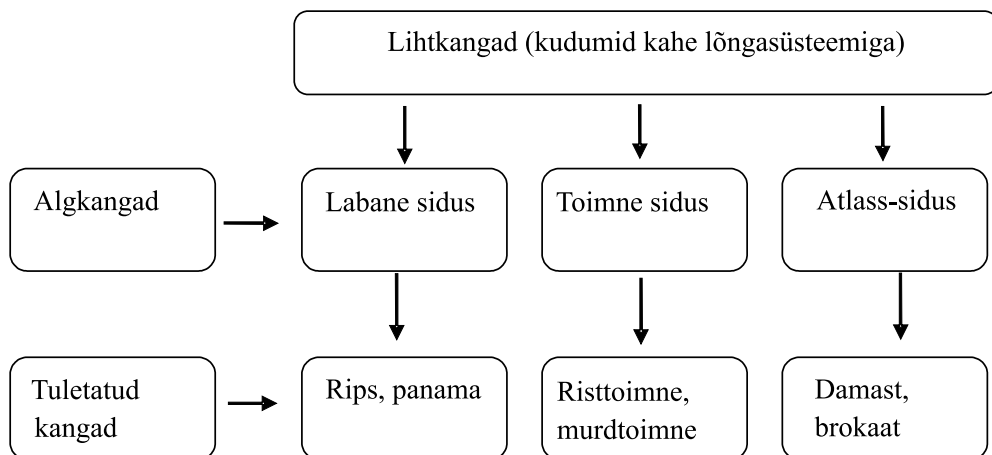 Lihtkangad (kudumid kahe lõngasüsteemiga)
Algkangad
Labane sidus
Toimne sidus
Atlass-sidus
Tuletatud
kangad
Rips, panama
Risttoimne,
murdtoimne
Damast,
brokaat